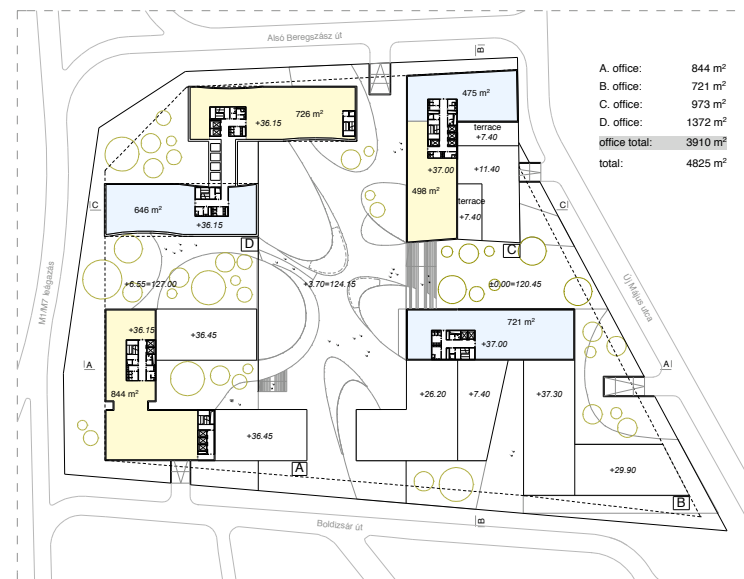 Alsó Beregszász út
B
A. office: 844 m²
B. office: 721 m²
C. office: 973 m²
D. office: 1372 m²
office total: 3910 m²
total: 4825 m²
475 m²
726 m²
+36.15
terrace
+7.40
+37.00
+11.40
498 m²
terrace
+7.40
C
646 m²
+36.15
C
D
C
M1/M7 leágazás
+6.55=127.00
+3.70=124.15
±0,00=120.45
Új Május utca
+36.15
+36.45
721 m²
+37.00
A
A
844 m²
+26.20
+7.40
+37.30
+36.45
A
+29.90
B
Boldizsár út
B